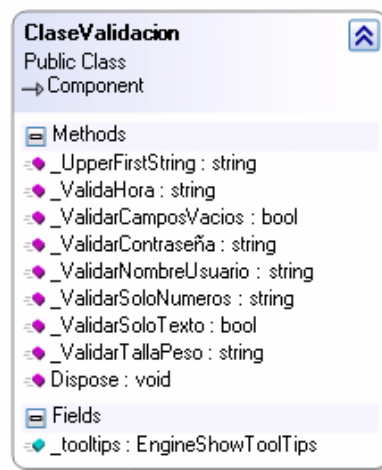 ClaseValidacion
Public Class
Component
Methods
_UpperFirstString : string
_ValidaHora : string
_ValidarCamposVacios : bool
_ValidarContraseña : string
_ValidarNombreUsuario : string
_ValidarSoloNumeros : string
_ValidarSoloTexto : bool
_ValidarTallaPeso : string
Dispose : void
Fields
_tooltips : EngineShowToolTips